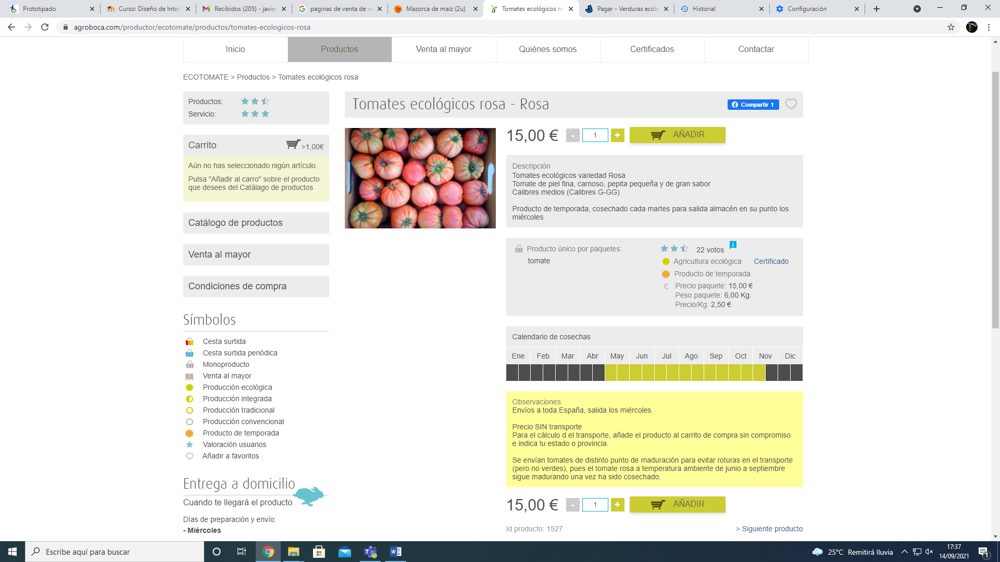 Prototipado
Curso: Diseño de Inter
Recibidos (205) - javier
paginas de venta de ve
Mazorca de maíz (2u)
Tomates ecológicos ro
Pagar - Verduras ecol
Historial
Configuración
agroboca.com/productor/ecotomate/productos/tomates-ecologicos-rosa
Inicio
Productos
Venta al mayor
Quiénes somos
Certificados
Contactar
ECOTOMATE > Productos > Tomates ecológicos rosa
Productos:
Servicio:
Carrito
>1,00€
Aún no has seleccionado nigún artículo.
Pulsa "Añadir al carro" sobre el producto
que desees del Catálago de productos
Catálogo de productos
Venta al mayor
Condiciones de compra
Símbolos
Cesta surtida
Cesta surtida periódica
Monoproducto
Venta al mayor
Producción ecológica
Producción integrada
Producción tradicional
Producción convencional
Producto de temporada
Valoración usuarios
Añadir a favoritos
Entrega a domicilio
Cuando te llegará el producto
Días de preparación y envío:
- Miércoles
Tomates ecológicos rosa - Rosa
Compartir 1
15,00 €
-
1
+
AÑADIR
Descripción
Tomates ecológicos variedad Rosa
Tomate de piel fina, carnoso, pepita pequeña y de gran sabor
Calibres medios (Calibres G-GG)
Producto de temporada, cosechado cada martes para salida almacén en su punto los
miércoles
Producto único por paquetes:
tomate
22 votos
i
Agricultura ecológica
Certificado
Producto de temporada
€
Precio paquete: 15,00 €
Peso paquete: 6,00 Kg.
Precio/Kg: 2,50 €
Calendario de cosechas
Ene Feb Mar Abr May Jun Jul Ago Sep Oct Nov Dic
Observaciones
Envíos a toda España, salida los miércoles
Precio SIN transporte
Para el cálculo d el transporte, añade el producto al carrito de compra sin compromiso
e indica tu estado o provincia.
Se envían tomates de distinto punto de maduración para evitar roturas en el transporte
(pero no verdes), pues el tomate rosa a temperatura ambiente de junio a septiembre
sigue madurando una vez ha sido cosechado.
15,00 €
-
1
+
AÑADIR
Id producto: 1527
> Siguiente producto
Escribe aquí para buscar
25°C Remitirá lluvia
17:37
14/09/2021
1